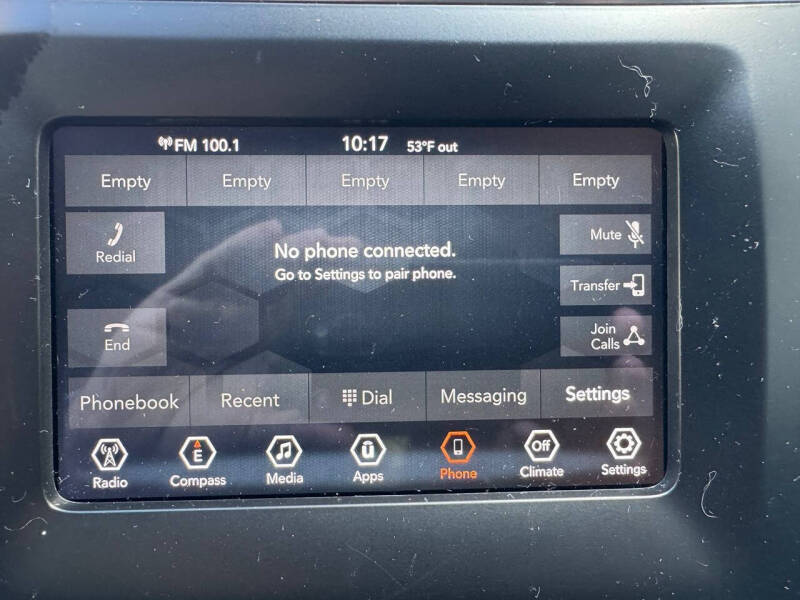 FM 100.1 10:17 53°F out
Empty Empty Empty Empty Empty
Redial
No phone connected.
Go to Settings to pair phone.
Mute
Transfer
End
Join
Calls
Phonebook Recent Dial Messaging Settings
E Off
Radio Compass Media Apps Phone Climate Settings